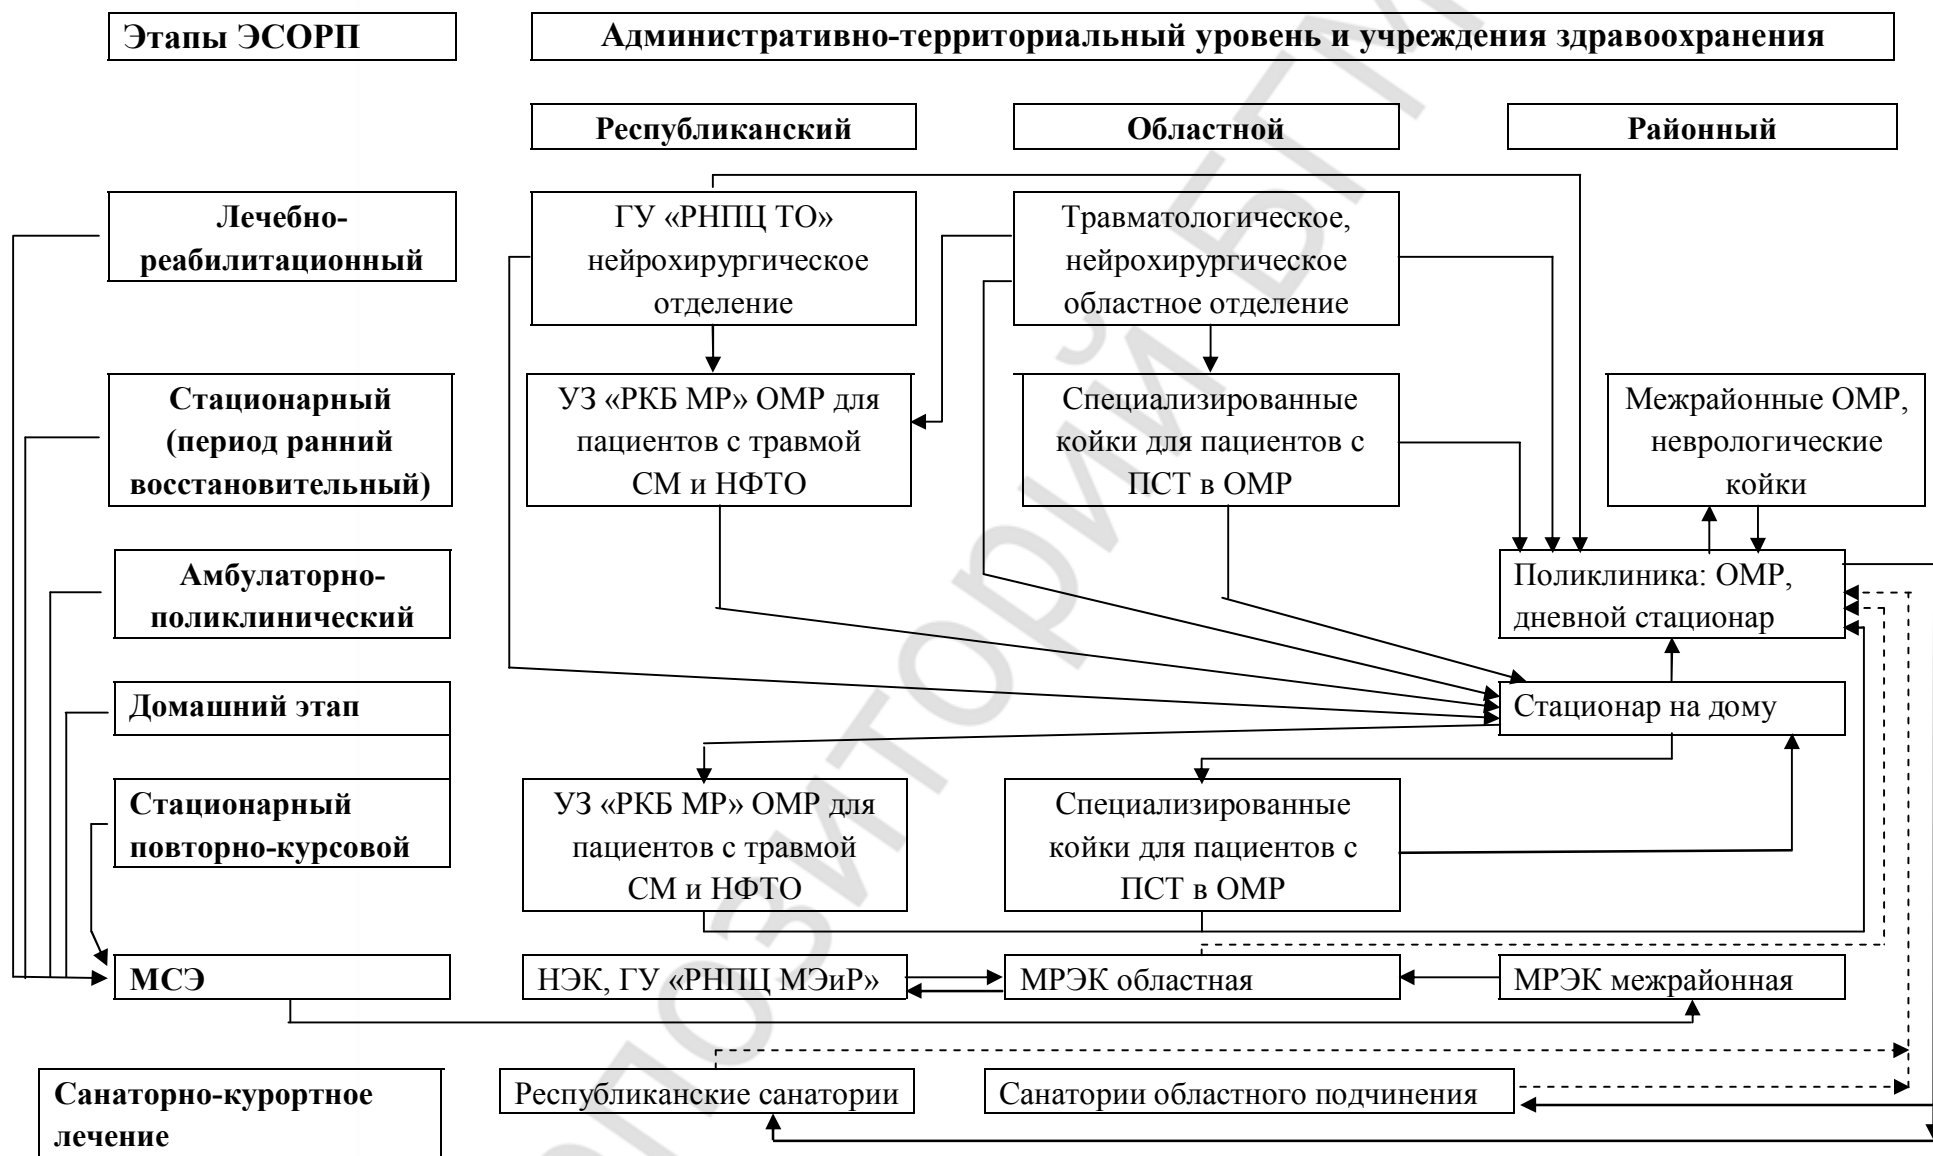 Этапы ЭСОРП
Административно-территориальный уровень и учреждения здравоохранения
Республиканский
Областной
Районный
Лечебно-
реабилитационный
ГУ «РНПЦ ТО»
нейрохирургическое
отделение
Травматологическое,
нейрохирургическое
областное отделение
Стационарный
(период ранний
восстановительный)
УЗ «РКБ МР» ОМР для
пациентов с травмой
СМ и НФТО
Специализированные
койки для пациентов с
ПСТ в ОМР
Межрайонные ОМР,
неврологические
койки
Амбулаторно-
поликлинический
Поликлиника: ОМР,
дневной стационар
Домашний этап
Стационар на дому
Стационарный
повторно-курсовой
УЗ «РКБ МР» ОМР для
пациентов с травмой
СМ и НФТО
Специализированные
койки для пациентов с
ПСТ в ОМР
МСЭ
НЭК, ГУ «РНПЦ МЭиР»
МРЭК областная
МРЭК межрайонная
Санаторно-курортное
лечение
Республиканские санатории
Санатории областного подчинения